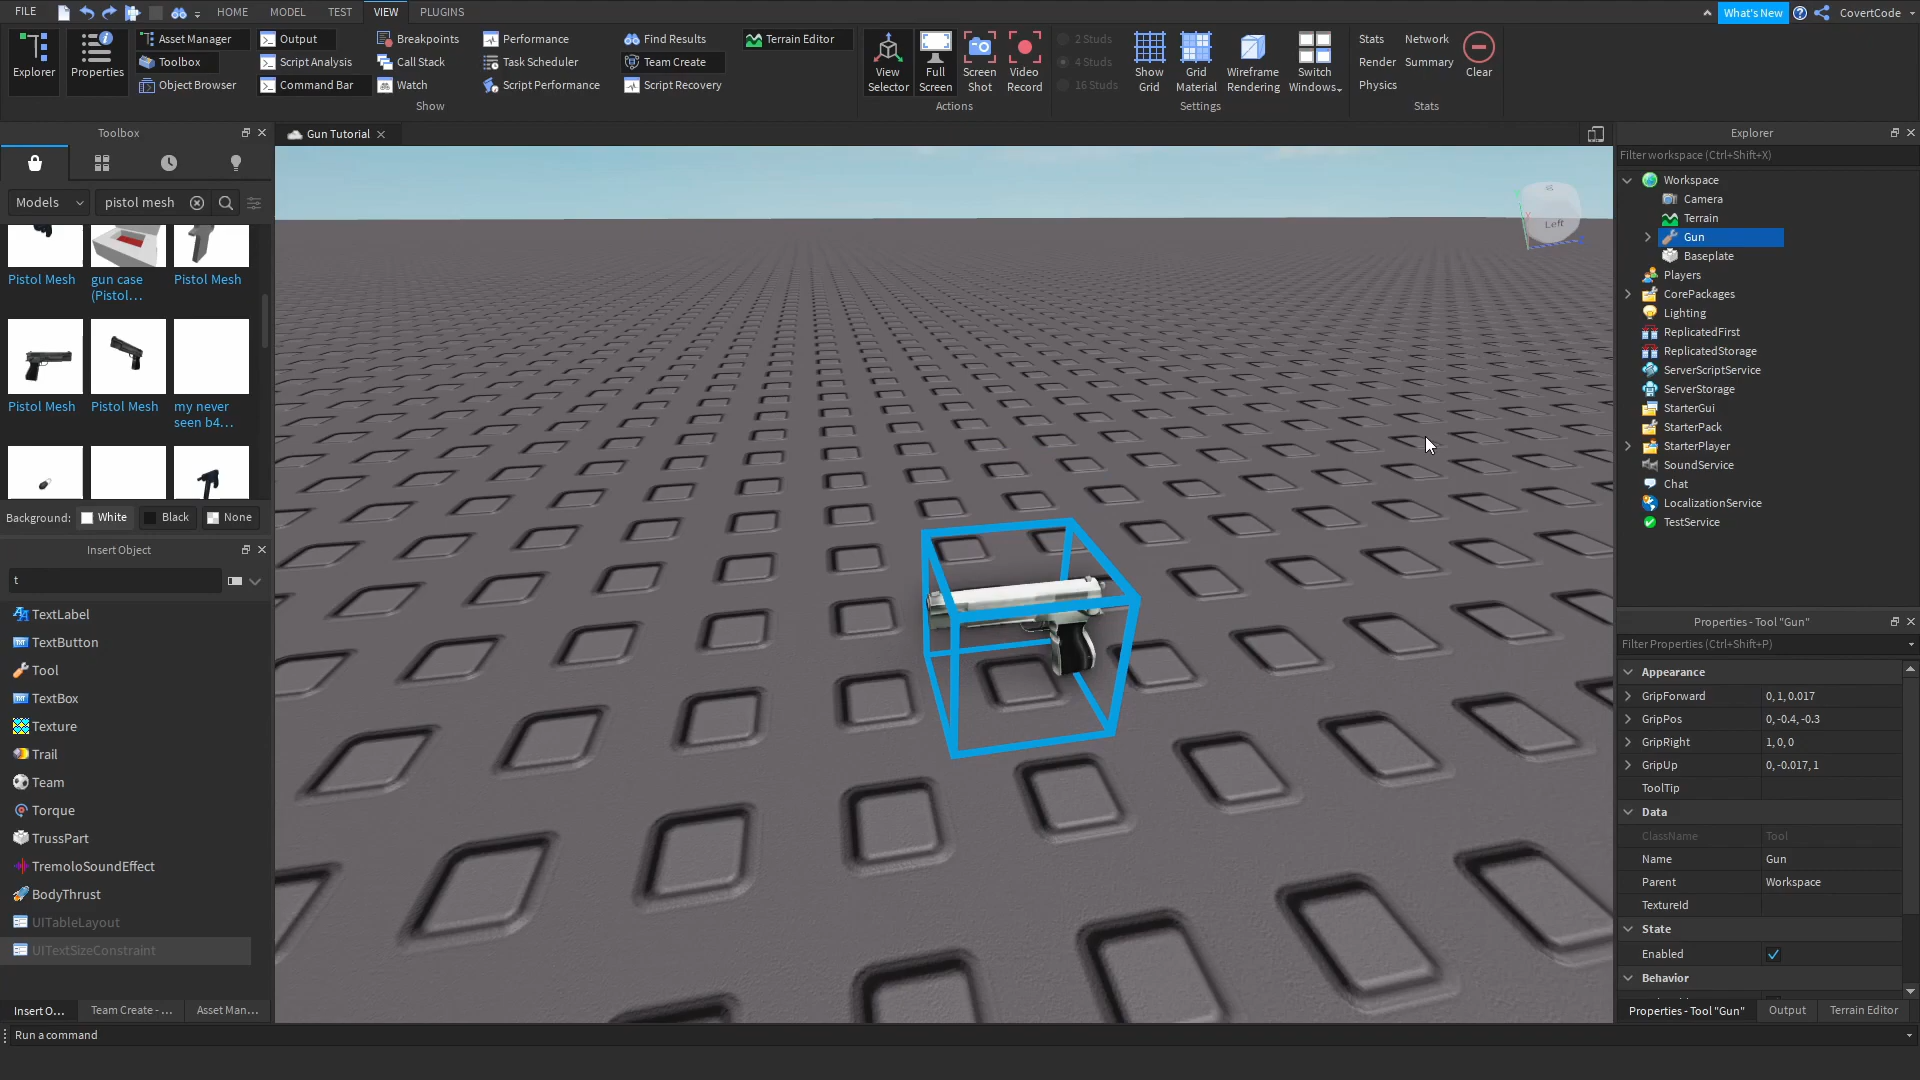 FILE
HOME
MODEL
TEST
VIEW
PLUGINS
What's New
CovertCode
Explorer
Properties
Asset Manager
Toolbox
Object Browser
Output
Script Analysis
Command Bar
Breakpoints
Call Stack
Watch
Performance
Task Scheduler
Script Performance
Find Results
Team Create
Script Recovery
Terrain Editor
Show
View
Selector
Full
Screen
Screen
Shot
Video
Record
Actions
2 Studs
4 Studs
16 Studs
Show
Grid
Grid
Material
Wireframe
Rendering
Switch
Windows
Settings
Stats
Network
Render
Summary
Physics
Clear
Stats
Toolbox
Models
pistol mesh
Pistol Mesh
gun case
(Pistol...
Pistol Mesh
Pistol Mesh
Pistol Mesh
my never
seen b4...
Background:
White
Black
None
Insert Object
t
TextLabel
TextButton
Tool
TextBox
Texture
Trail
Team
Torque
TrussPart
TremoloSoundEffect
BodyThrust
UITableLayout
UITextSizeConstraint
Insert O...
Team Create - ...
Asset Man...
Run a command
Gun Tutorial
Left
Explorer
Filter workspace (Ctrl+Shift+X)
Workspace
Camera
Terrain
Gun
Baseplate
Players
CorePackages
Lighting
ReplicatedFirst
ReplicatedStorage
ServerScriptService
ServerStorage
StarterGui
StarterPack
StarterPlayer
SoundService
Chat
LocalizationService
TestService
Properties - Tool "Gun"
Filter Properties (Ctrl+Shift+P)
Appearance
GripForward 0, 1, 0.017
GripPos 0, -0.4, -0.3
GripRight 1, 0, 0
GripUp 0, -0.017, 1
ToolTip
Data
ClassName Tool
Name Gun
Parent Workspace
TextureId
State
Enabled
Behavior
Properties - Tool "Gun"
Output
Terrain Editor